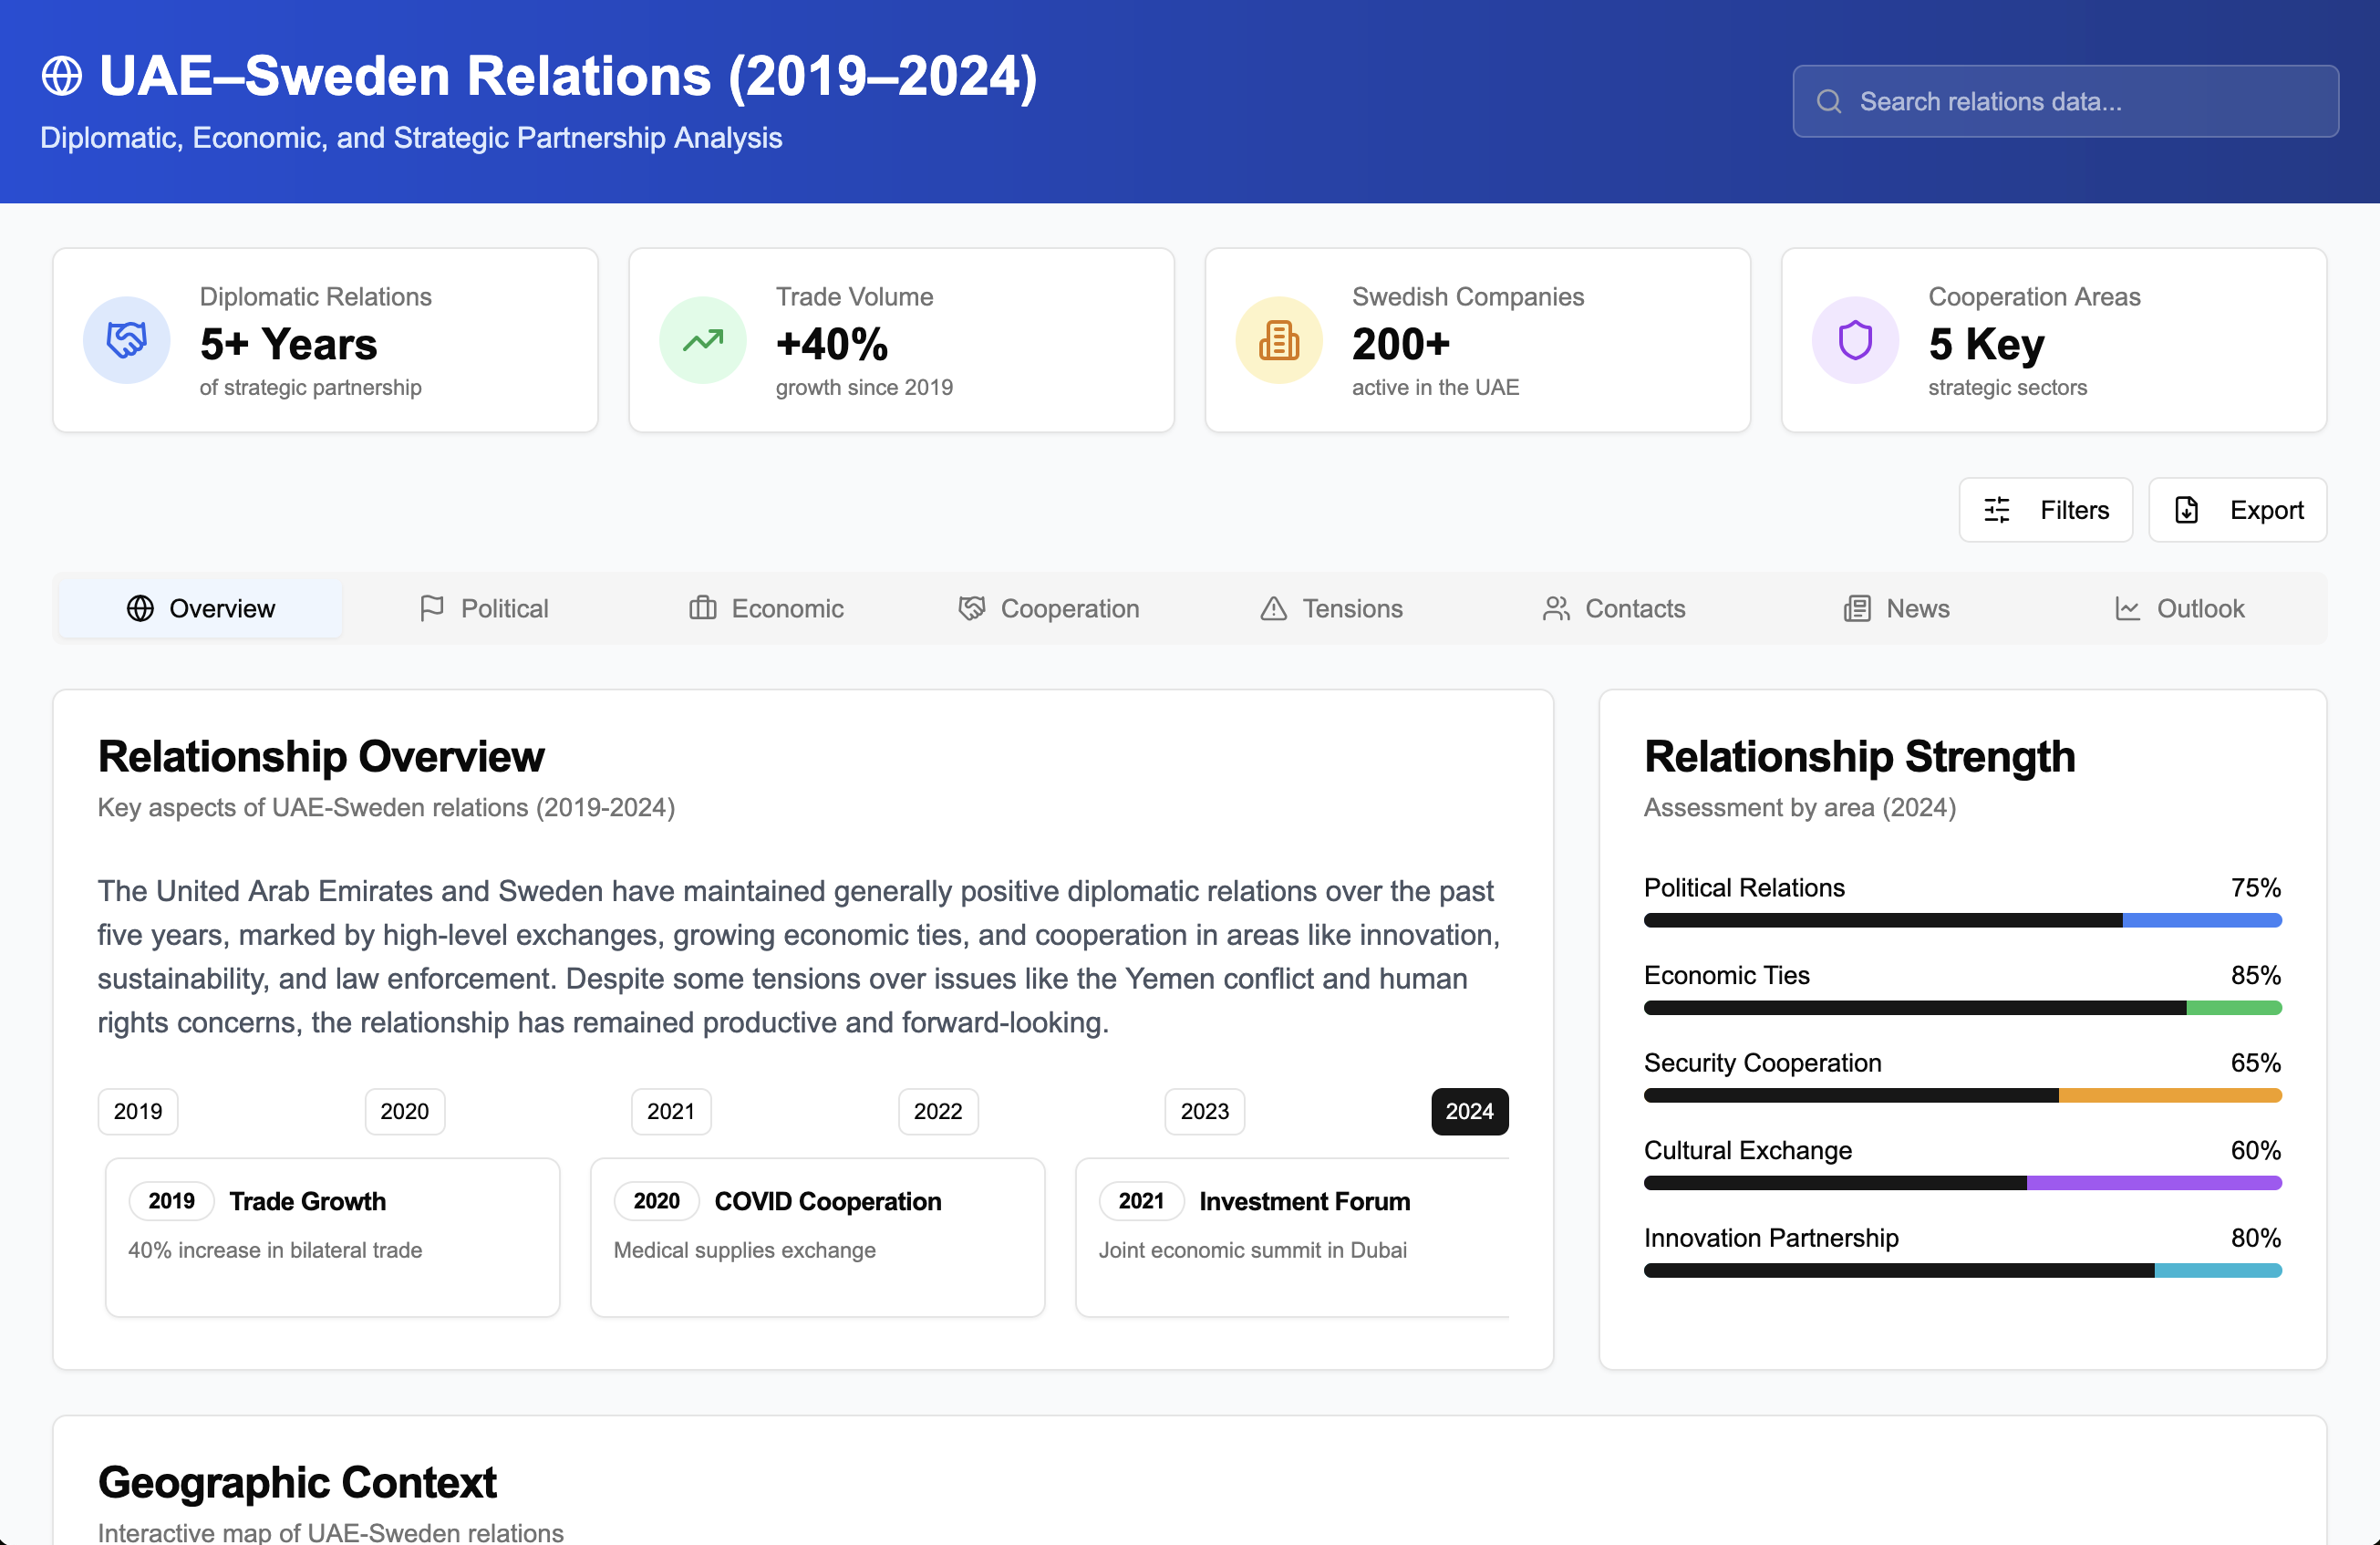 UAE–Sweden Relations (2019–2024)
Diplomatic, Economic, and Strategic Partnership Analysis
Search relations data...
Diplomatic Relations
5+ Years
of strategic partnership
Trade Volume
+40%
growth since 2019
Swedish Companies
200+
active in the UAE
Cooperation Areas
5 Key
strategic sectors
Filters
Export
Overview
Political
Economic
Cooperation
Tensions
Contacts
News
Outlook
Relationship Overview
Key aspects of UAE-Sweden relations (2019-2024)
The United Arab Emirates and Sweden have maintained generally positive diplomatic relations over the past
five years, marked by high-level exchanges, growing economic ties, and cooperation in areas like innovation,
sustainability, and law enforcement. Despite some tensions over issues like the Yemen conflict and human
rights concerns, the relationship has remained productive and forward-looking.
2019
2020
2021
2022
2023
2024
2019 Trade Growth
40% increase in bilateral trade
2020 COVID Cooperation
Medical supplies exchange
2021 Investment Forum
Joint economic summit in Dubai
Relationship Strength
Assessment by area (2024)
Political Relations 75%
Economic Ties 85%
Security Cooperation 65%
Cultural Exchange 60%
Innovation Partnership 80%
Geographic Context
Interactive map of UAE-Sweden relations